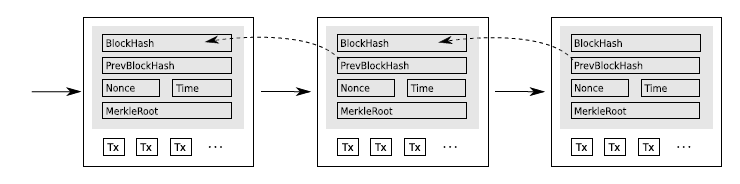 BlockHash
PrevBlockHash
Nonce Time
MerkleRoot
Tx Tx Tx ...
BlockHash
PrevBlockHash
Nonce Time
MerkleRoot
Tx Tx Tx ...
BlockHash
PrevBlockHash
Nonce Time
MerkleRoot
Tx Tx Tx ...